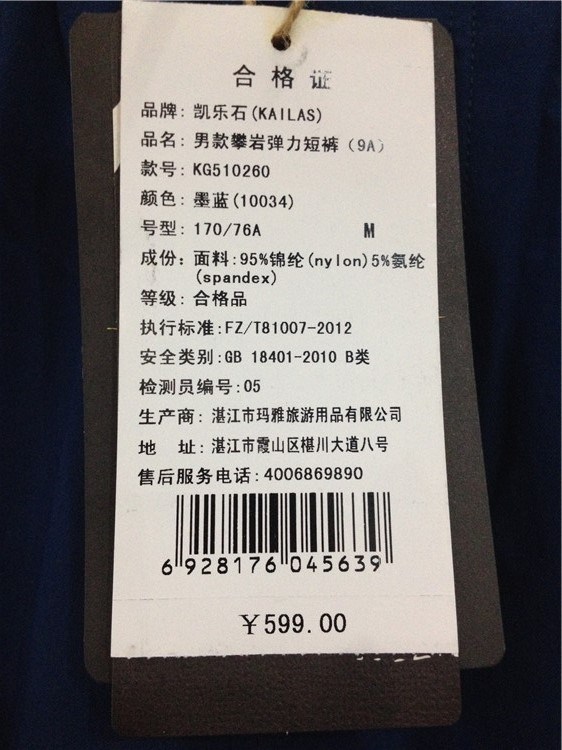 合格证
品牌: 凯乐石(KAILAS)
品名: 男款攀岩弹力短裤(9A)
款号: KG510260
颜色: 墨蓝(10034)
号型: 170/76A M
成份: 面料:95%锦纶(nylon)5%氨纶
(spandex)
等级: 合格品
执行标准:FZ/T81007-2012
安全类别:GB 18401-2010 B类
检测员编号:05
生产商: 湛江市玛雅旅游用品有限公司
地 址: 湛江市霞山区椹川大道八号
售后服务电话:4006869890
6 928176 045639
¥599.00